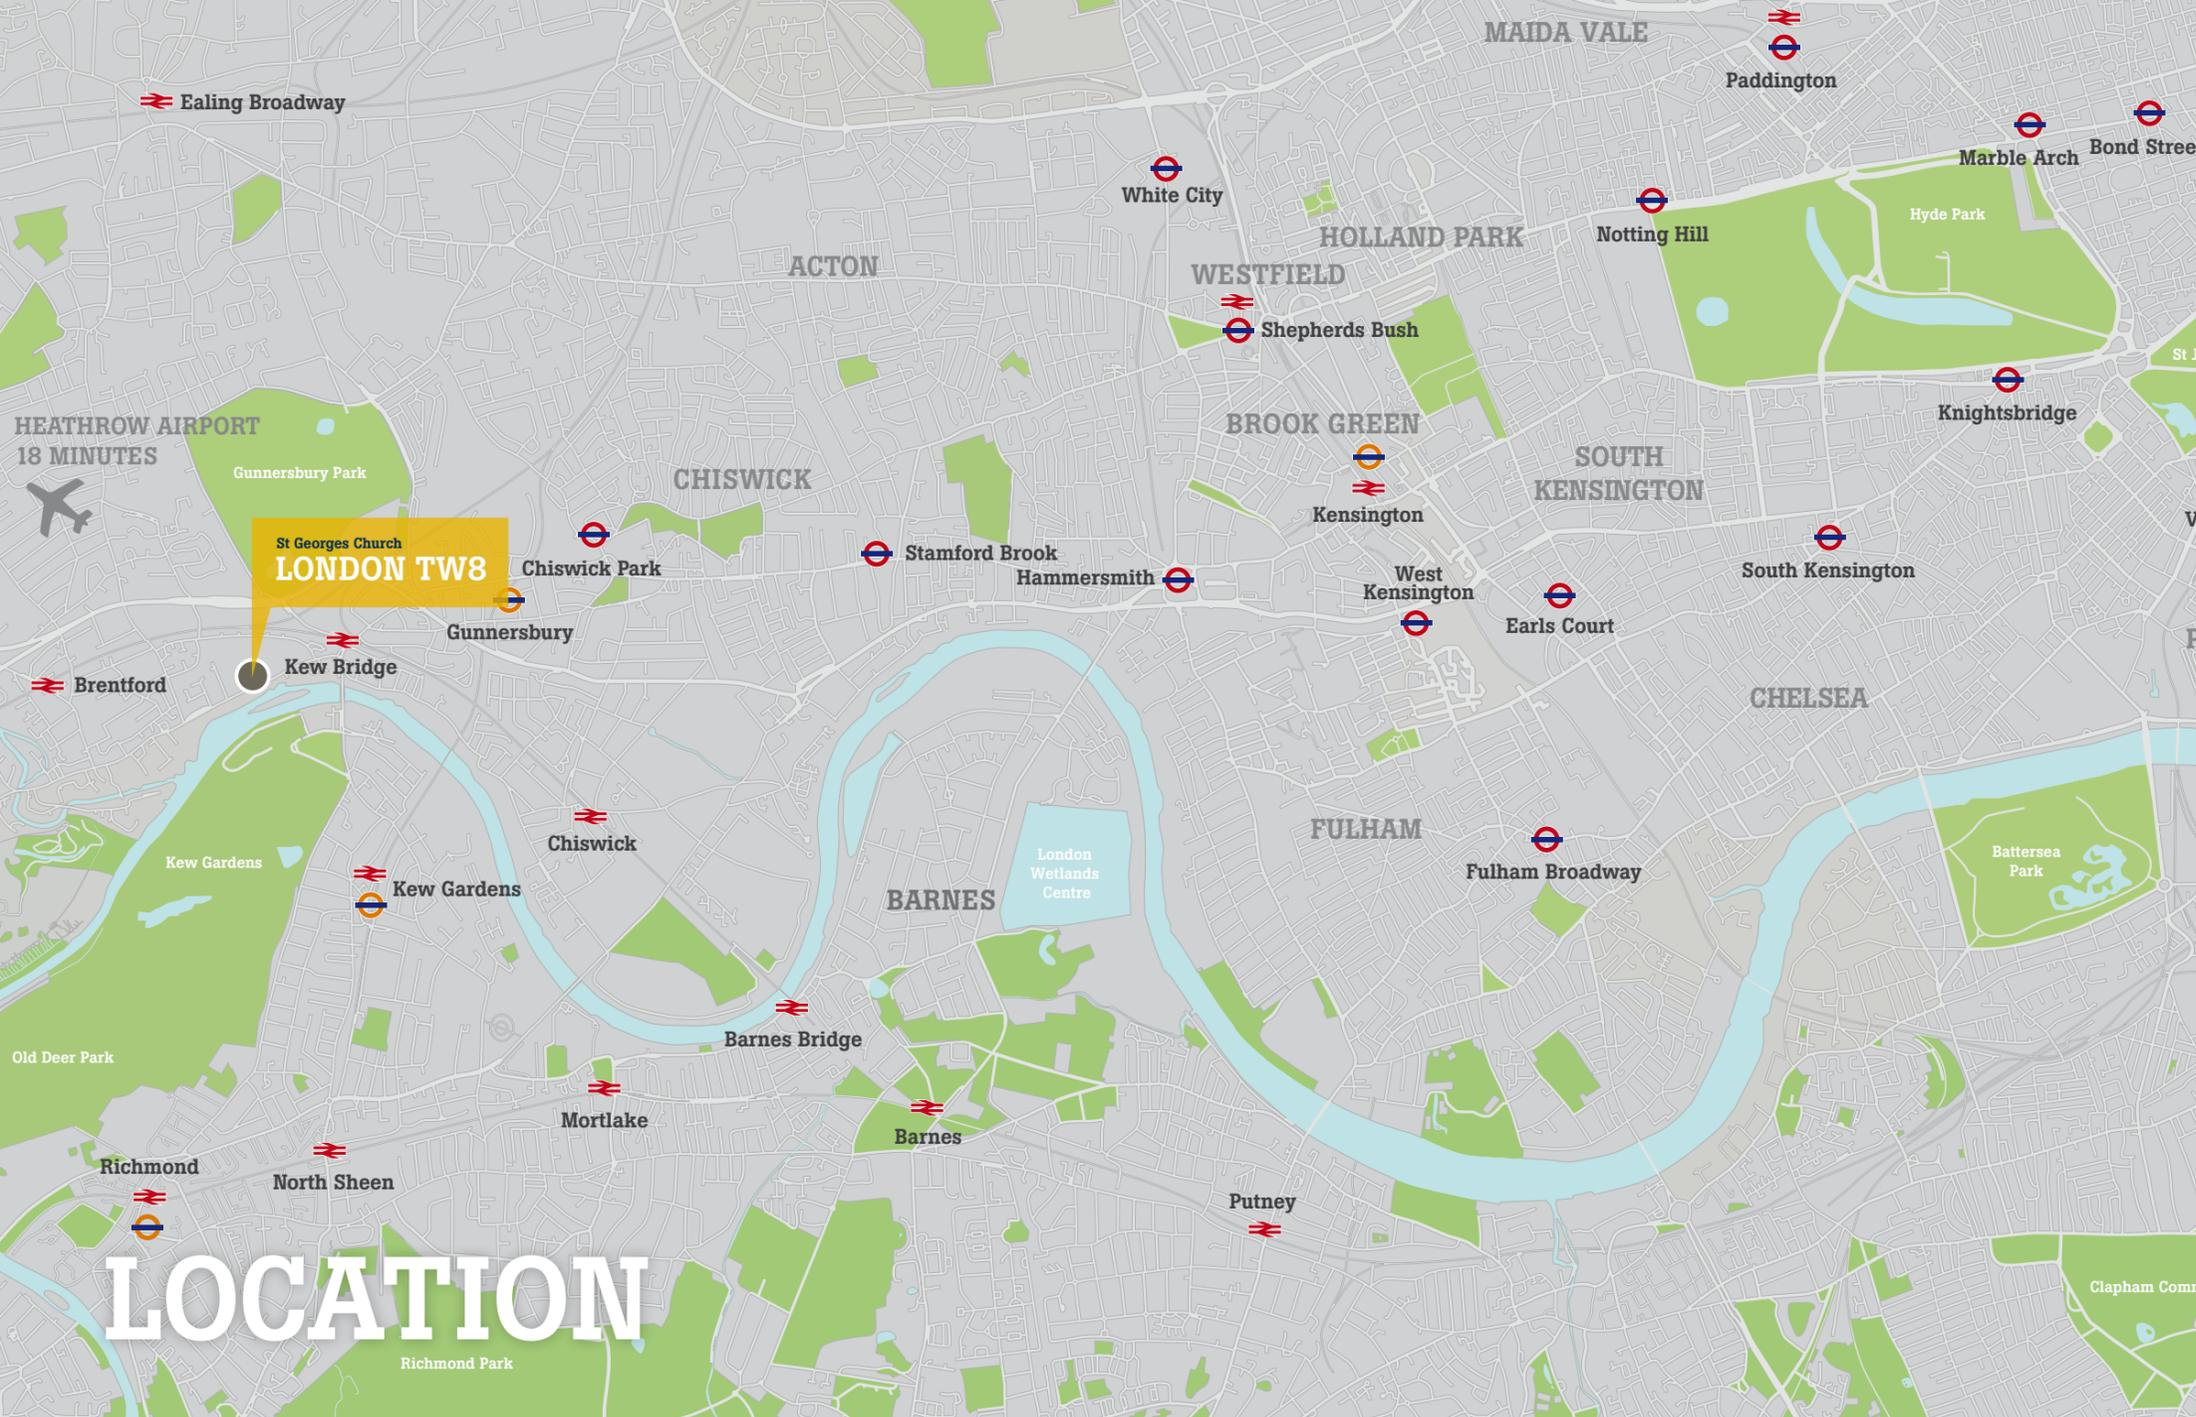 MAIDA VALE
Paddington
Ealing Broadway
Marble Arch
Bond Stree
White City
Hyde Park
Notting Hill
HOLLAND PARK
ACTON
WESTFIELD
Shepherds Bush
St J
Knightsbridge
HEATHROW AIRPORT
18 MINUTES
BROOK GREEN
Gunnersbury Park
CHISWICK
SOUTH
KENSINGTON
Kensington
V
St Georges Church
LONDON TW8
Chiswick Park
Stamford Brook
Hammersmith
West
Kensington
South Kensington
Earls Court
Gunnersbury
Kew Bridge
Brentford
CHELSEA
FULHAM
Chiswick
London
Wetlands
Centre
Battersea
Park
Kew Gardens
Fulham Broadway
Kew Gardens
BARNES
Barnes Bridge
Old Deer Park
Mortlake
Barnes
Richmond
North Sheen
Putney
LOCATION
Clapham Comm
Richmond Park